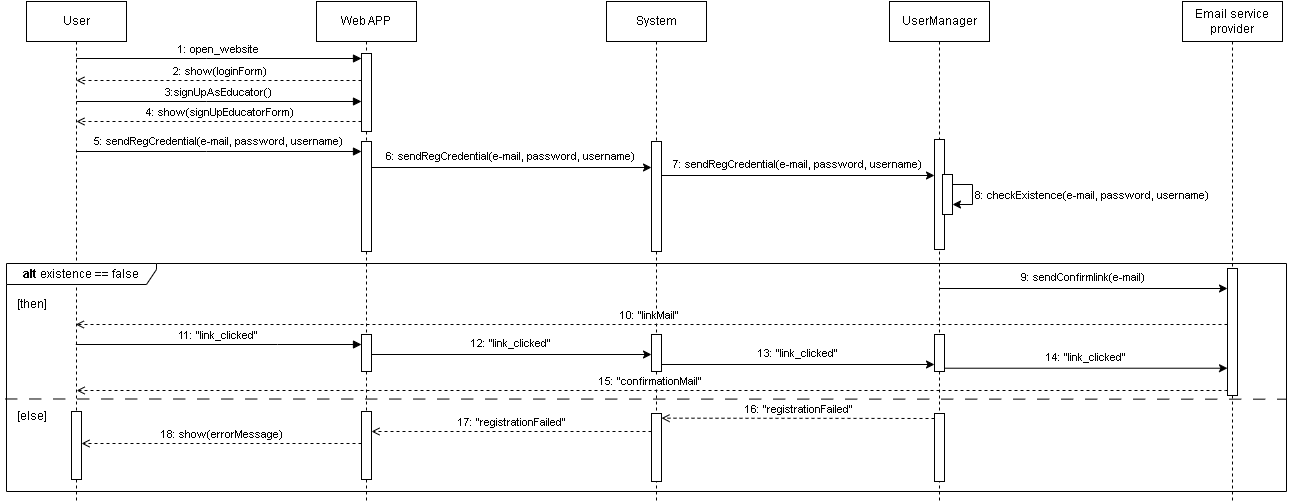 User
Web APP
System
UserManager
Email service
provider
1: open_website
2: show(loginForm)
3:signUpAsEducator()
4: show(signUpEducatorForm)
5: sendRegCredential(e-mail, password, username)
6: sendRegCredential(e-mail, password, username)
7: sendRegCredential(e-mail, password, username)
8: checkExistence(e-mail, password, username)
alt existence == false
9: sendConfirmlink(e-mail)
[then]
10: "linkMail"
11: "link_clicked"
12: "link_clicked"
13: "link_clicked"
14: "link_clicked"
15: "confirmationMail"
[else]
16: "registrationFailed"
17: "registrationFailed"
18: show(errorMessage)